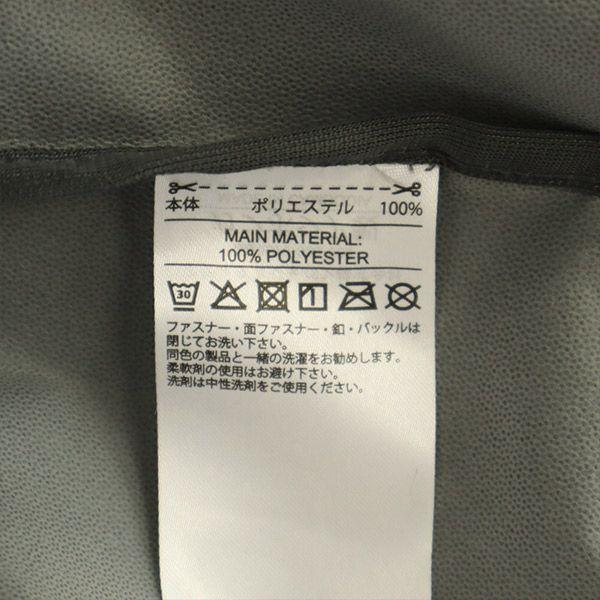 本体 ポリエステル 100%
MAIN MATERIAL:
100% POLYESTER
30
ファスナー・面ファスナー・釦・バックルは
閉じてお洗い下さい。
同色の製品と一緒の洗濯をお勧めします。
柔軟剤の使用はお避け下さい。
洗剤は中性洗剤をご使用ください。